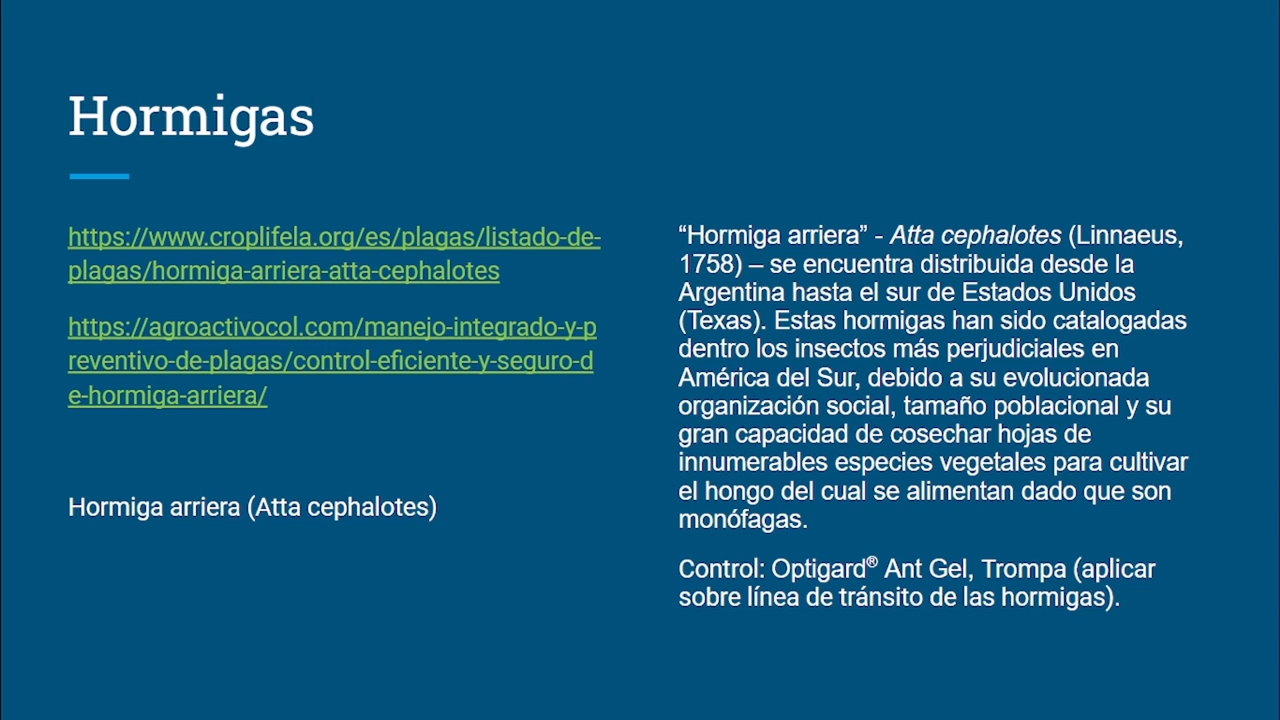 Hormigas
https://www.croplifela.org/es/plagas/listado-de-
plagas/hormiga-arriera-atta-cephalotes
https://agroactivocol.com/manejo-integrado-y-p
reventivo-de-plagas/control-eficiente-y-seguro-d
e-hormiga-arriera/
Hormiga arriera (Atta cephalotes)
“Hormiga arriera” - Atta cephalotes (Linnaeus,
1758) – se encuentra distribuida desde la
Argentina hasta el sur de Estados Unidos
(Texas). Estas hormigas han sido catalogadas
dentro los insectos más perjudiciales en
América del Sur, debido a su evolucionada
organización social, tamaño poblacional y su
gran capacidad de cosechar hojas de
innumerables especies vegetales para cultivar
el hongo del cual se alimentan dado que son
monófagas.
Control: Optigard® Ant Gel, Trompa (aplicar
sobre línea de tránsito de las hormigas).